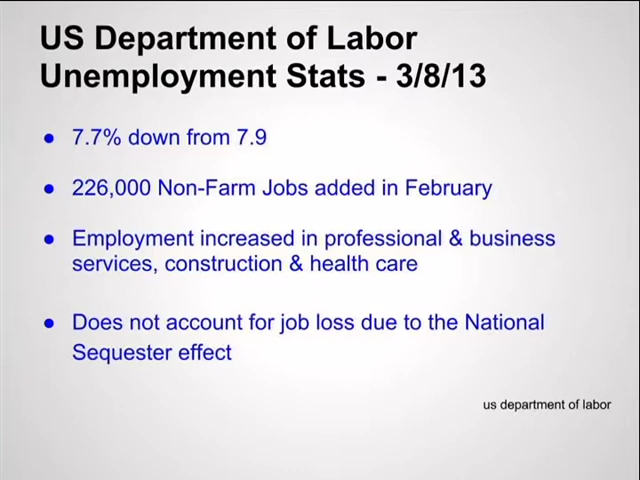 US Department of Labor
Unemployment Stats - 3/8/13
● 7.7% down from 7.9
● 226,000 Non-Farm Jobs added in February
● Employment increased in professional & business
services, construction & health care
● Does not account for job loss due to the National
Sequester effect
us department of labor